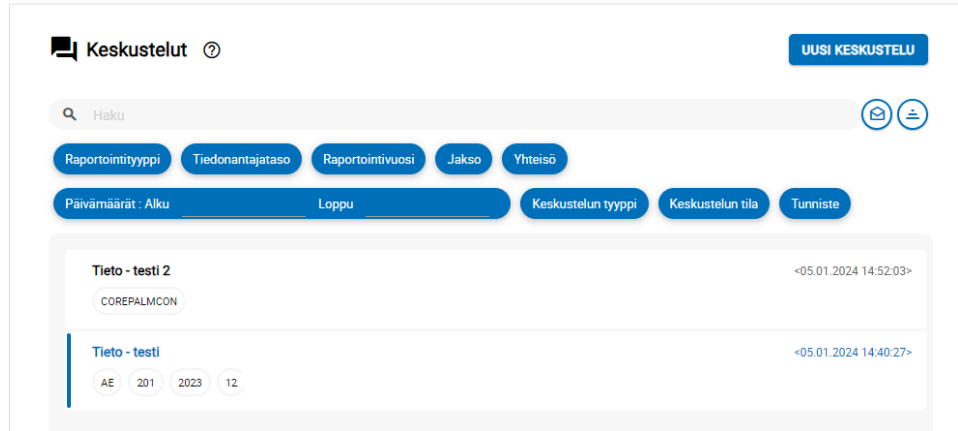 Keskustelut
UUSI KESKUSTELU
Haku
Raportointityyppi Tiedonantajataso Raportointivuosi Jakso Yhteisö
Päivämäärät : Alku Loppu Keskustelun tyyppi Keskustelun tila Tunniste
Tieto - testi 2 <05.01.2024 14:52:03>
COREPALMCON
Tieto - testi <05.01.2024 14:40:27>
AE 201 2023 12